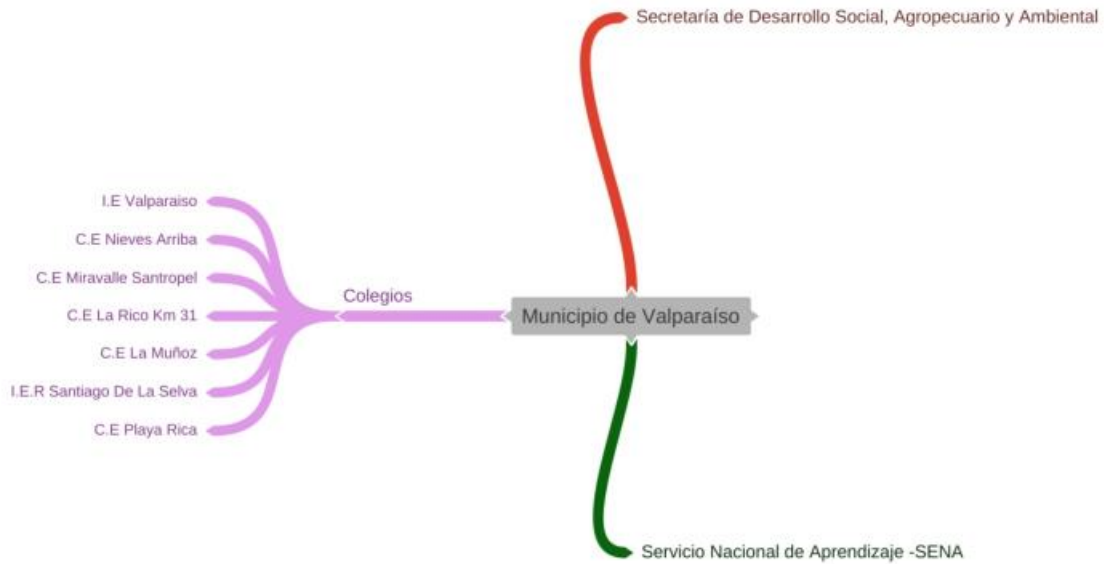 Secretaría de Desarrollo Social, Agropecuario y Ambiental
I.E Valparaiso
C.E Nieves Arriba
C.E Miravalle Santropel
C.E La Rico Km 31
C.E La Muñoz
I.E.R Santiago De La Selva
C.E Playa Rica
Colegios
Municipio de Valparaíso
Servicio Nacional de Aprendizaje -SENA